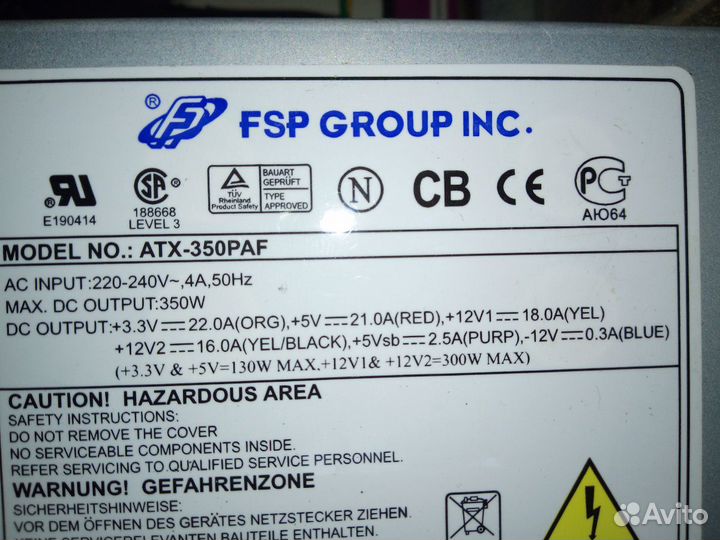 ® FSP GROUP INC.
E190414
188668
LEVEL 3
TÜV
Rheinland
Product Safety
BAUART
GEPRÜFT
TYPE
APPROVED
N
CB CE
АЮ64
MODEL NO.: ATX-350PAF
AC INPUT:220-240V~,4A,50Hz
MAX. DC OUTPUT:350W
DC OUTPUT:+3.3V⎓22.0A(ORG),+5V⎓21.0A(RED),+12V1⎓18.0A(YEL)
+12V2⎓16.0A(YEL/BLACK),+5Vsb⎓2.5A(PURP),-12V⎓0.3A(BLUE)
(+3.3V & +5V=130W MAX,+12V1& +12V2=300W MAX)
CAUTION! HAZARDOUS AREA
SAFETY INSTRUCTIONS:
DO NOT REMOVE THE COVER
NO SERVICEABLE COMPONENTS INSIDE.
REFER SERVICING TO QUALIFIED SERVICE PERSONNEL.
WARNUNG! GEFAHRENZONE
SICHERHEITSHINWEISE:
VOR DEM ÖFFNEN DES GERÄTES NETZSTECKER ZIEHEN
KEINE SERVICERELEVANTEN BAUTEILE ENTHALTEN.
Avito